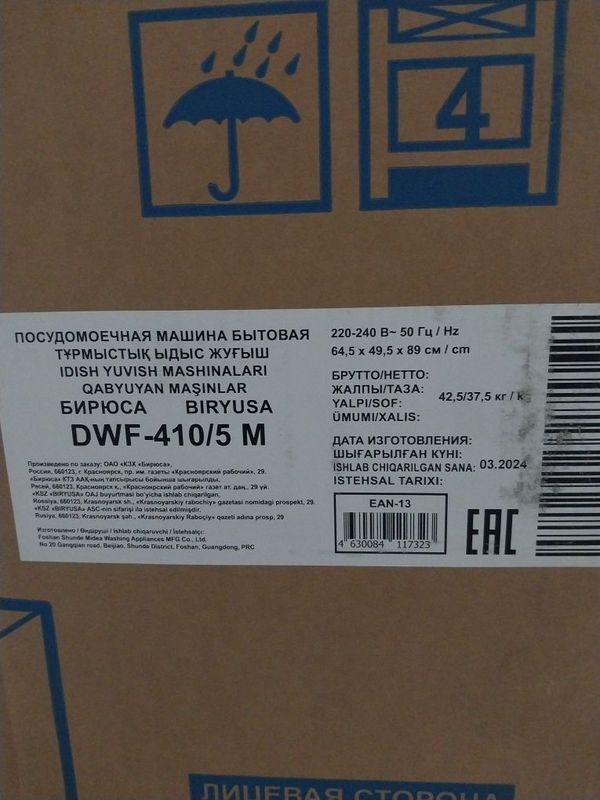 4
ПОСУДОМОЕЧНАЯ МАШИНА БЫТОВАЯ
ТҰРМЫСТЫҚ ЫДЫС ЖУҒЫШ
IDISH YUVISH MASHINALARI
QABYUYAN MAŞINLAR
БИРЮСА BIRYUSA
DWF-410/5 M
Произведено по заказу: ОАО «КЗХ «Бирюса»,
Россия, 660123, г. Красноярск, пр. им. газеты «Красноярский рабочий», 29.
«Бирюса» КТЗ ААҚ-ның тапсырысы бойынша шығарылды,
Ресей, 660123, Красноярск к., «Красноярский рабочий» газет ат. даң., 29 үй.
«KSZ «BIRYUSA» OAJ buyurtmasi bo'yicha ishlab chiqarilgan,
Rossiya, 660123, Krasnoyarsk sh., «Krasnoyarskiy rabochiy» gazetasi nomidagi prospekt, 29.
«KSZ «BIRYUSA» ASC-nin sifarişi ilə istehsal edilmişdir,
Rusiya, 660123, Krasnoyarsk şəh., «Krasnoyarskiy Raboçiy» qəzeti adına prosp, 29
Изготовлено / Өндіруші / Ishlab chiqaruvchi / İstehsalçı:
Foshan Shunde Midea Washing Appliances MFG Co., Ltd.
No 20 Gangqian road, Beijiao, Shunde District, Foshan, Guangdong, PRC
220-240 В~ 50 Гц / Hz
64,5 x 49,5 x 89 см / cm
БРУТТО/НЕТТО:
ЖАЛПЫ/ТАЗА:
YALPI/SOF:
ÜMUMI/XALIS:
42,5/37,5 кг / k
ДАТА ИЗГОТОВЛЕНИЯ:
ШЫҒАРЫЛҒАН КҮНІ:
ISHLAB CHIQARILGAN SANA: 03.2024
ISTEHSAL TARIXI:
EAN-13
4 630084 117323
EAC
ЛИЦЕВАЯ СТОРОНА